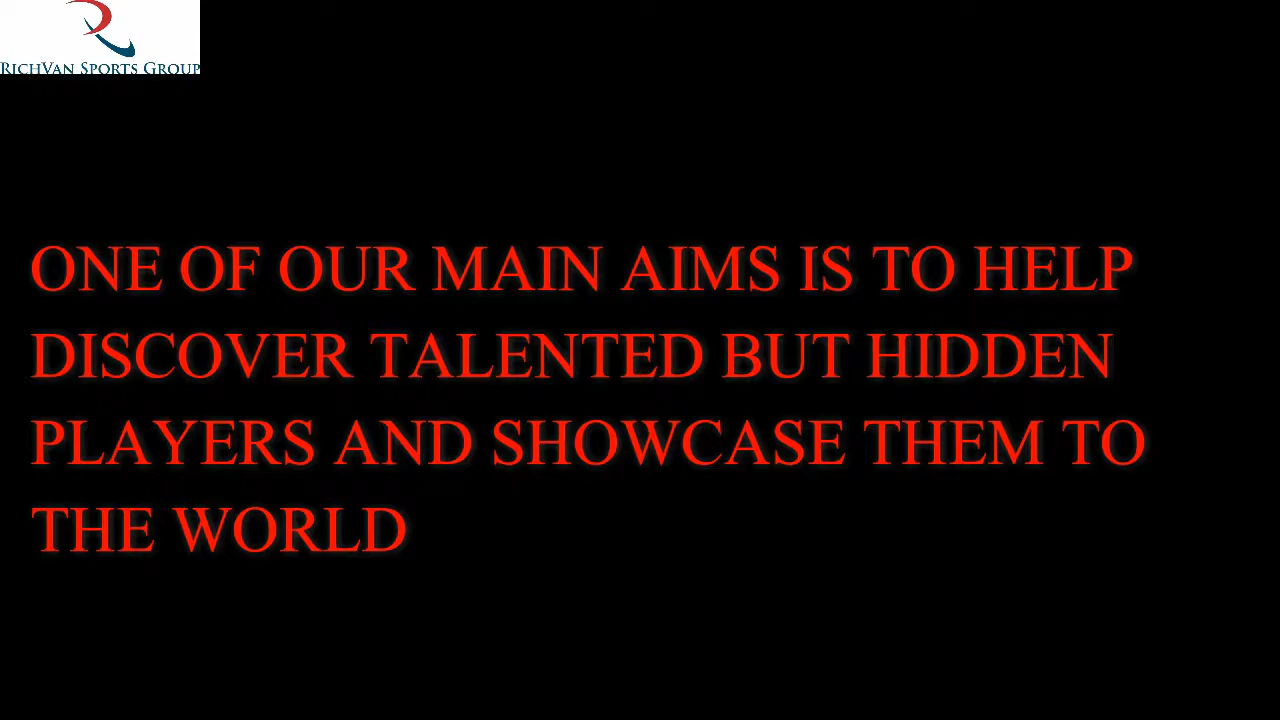 RICHVAN SPORTS GROUP
ONE OF OUR MAIN AIMS IS TO HELP
DISCOVER TALENTED BUT HIDDEN
PLAYERS AND SHOWCASE THEM TO
THE WORLD